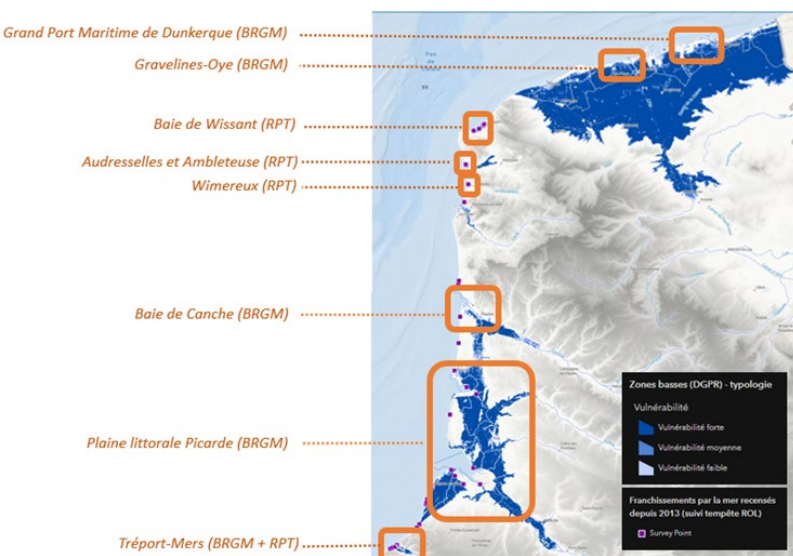 Grand Port Maritime de Dunkerque (BRGM)
Gravelines-Oye (BRGM)
Baie de Wissant (RPT)
Audresselles et Ambleteuse (RPT)
Wimereux (RPT)
Baie de Canche (BRGM)
Plaine littorale Picarde (BRGM)
Tréport-Mers (BRGM + RPT)
Zones basses (DGPR) - typologie
Vulnérabilité
Vulnérabilité forte
Vulnérabilité moyenne
Vulnérabilité faible
Franchissements par la mer recensés
depuis 2013 (suivi tempête ROL)
Survey Point